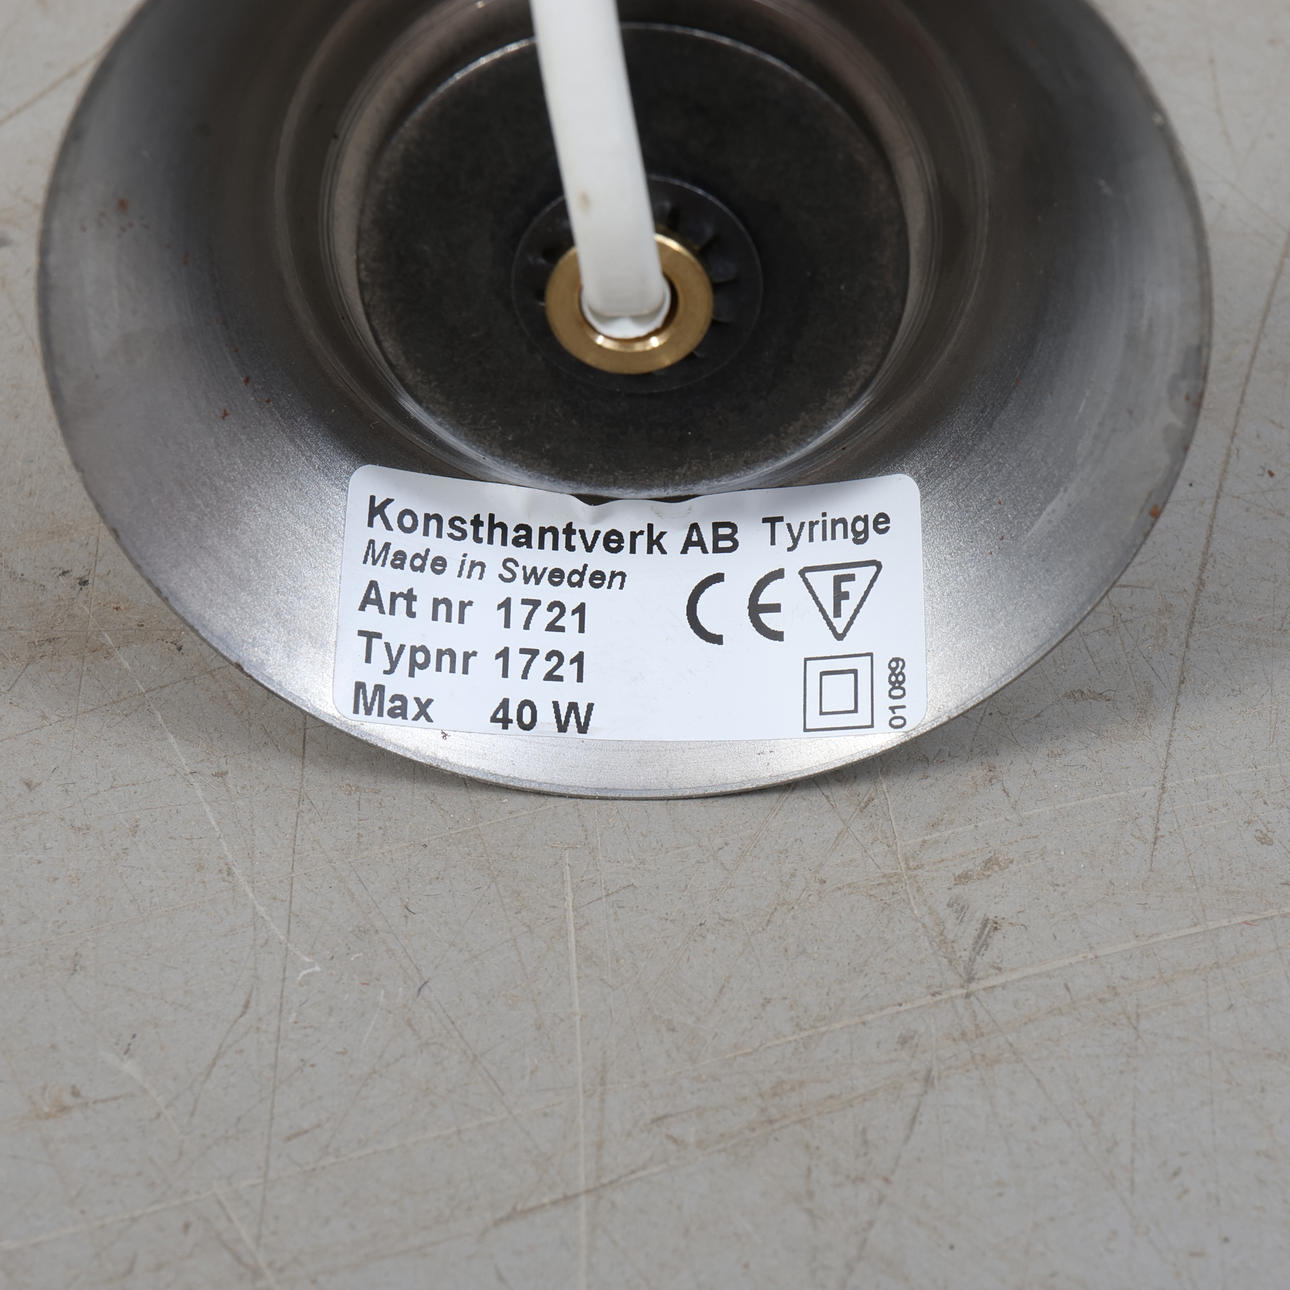 Konsthantverk AB Tyringe
Made in Sweden
Art nr 1721
Typnr 1721
Max 40 W
CE F
01089